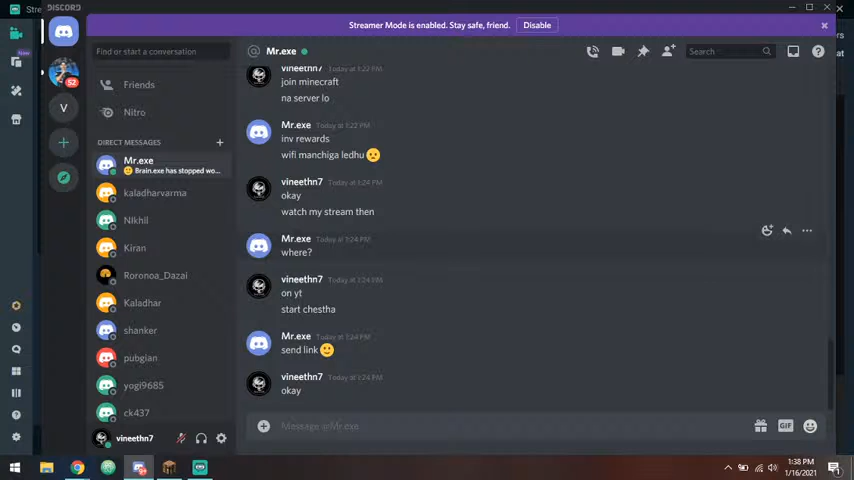 Stre
DISCORD
Streamer Mode is enabled. Stay safe, friend.
Disable
New
Find or start a conversation
@ Mr.exe
Search
52
Friends
V
Nitro
DIRECT MESSAGES
Mr.exe
Brain.exe has stopped wo...
kaladharvarma
NIkhil
Kiran
Roronoa_Dazai
Kaladhar
shanker
pubgian
yogi9685
ck437
vineethn7
vineethn7 Today at 1:22 PM
join minecraft
na server lo
Mr.exe Today at 1:22 PM
inv rewards
wifi manchiga ledhu 🙁
vineethn7 Today at 1:24 PM
okay
watch my stream then
Mr.exe Today at 1:24 PM
where?
vineethn7 Today at 1:24 PM
on yt
start chestha
Mr.exe Today at 1:24 PM
send link 🙂
vineethn7 Today at 1:24 PM
okay
Message @Mr.exe
GIF
1:38 PM
1/16/2021